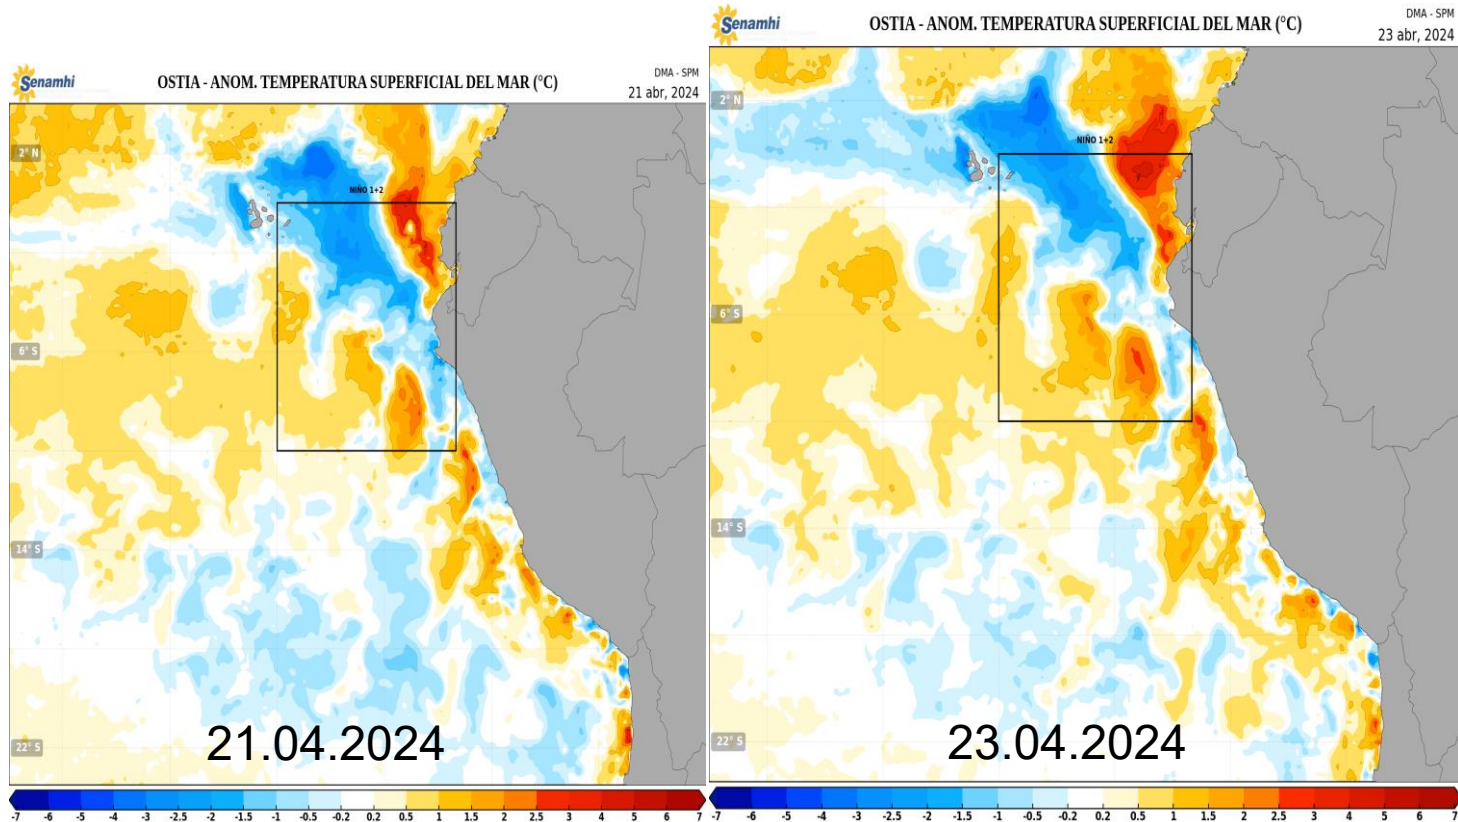 Senamhi
OSTIA - ANOM. TEMPERATURA SUPERFICIAL DEL MAR (°C)
DMA - SPM
21 abr, 2024
2° N
NIÑO 1+2
6° S
14° S
22° S
21.04.2024
-7 -6 -5 -4 -3 -2.5 -2 -1.5 -1 -0.5 -0.2 0.2 0.5 1 1.5 2 2.5 3 4 5 6 7
Senamhi
OSTIA - ANOM. TEMPERATURA SUPERFICIAL DEL MAR (°C)
DMA - SPM
23 abr, 2024
2° N
NIÑO 1+2
6° S
14° S
22° S
23.04.2024
-7 -6 -5 -4 -3 -2.5 -2 -1.5 -1 -0.5 -0.2 0.2 0.5 1 1.5 2 2.5 3 4 5 6 7